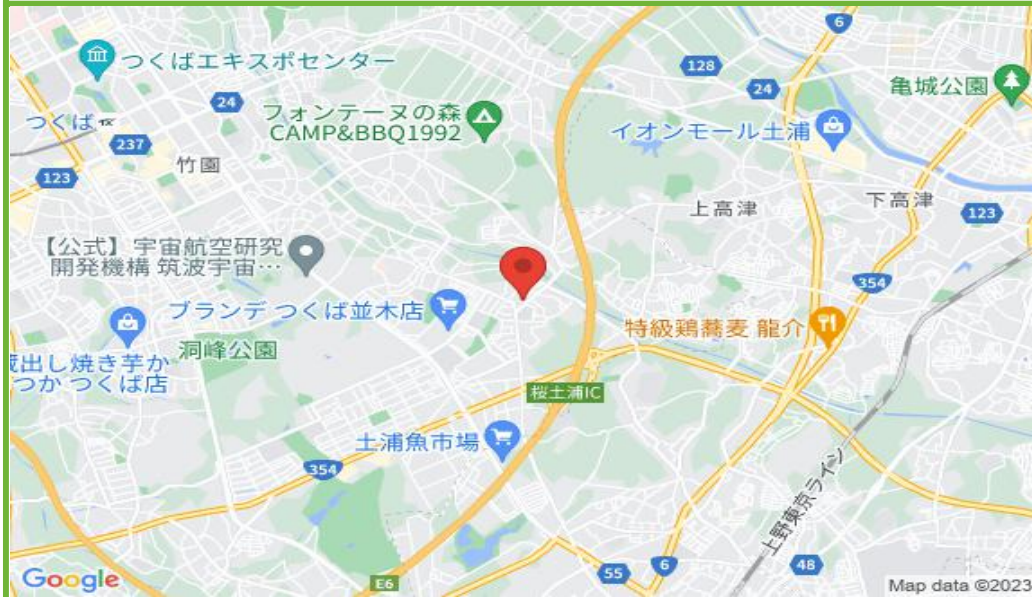 6
つくばエキスポセンター
128
亀城公園
24
24
フォンテーヌの森
CAMP&BBQ1992
イオンモール土浦
つくば
237
竹園
123
上高津
下高津
123
【公式】宇宙航空研究
開発機構 筑波宇宙…
354
ブランデ つくば並木店
特級鶏蕎麦 龍介
洞峰公園
出し焼き芋か
つか つくば店
桜土浦IC
土浦魚市場
354
上野東京ライン
55
6
48
E6
Google
Map data ©2023